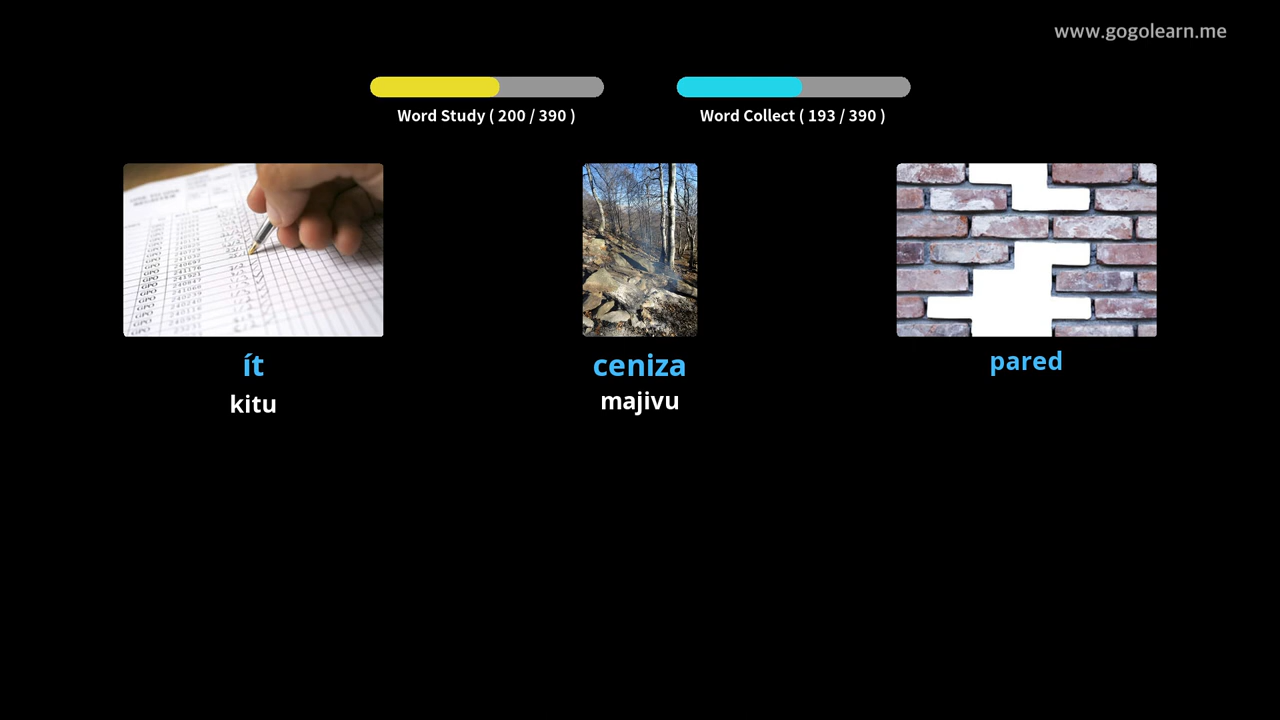 www.gogolearn.me
Word Study ( 200 / 390 )
Word Collect ( 193 / 390 )
ít
kitu
ceniza
majivu
pared